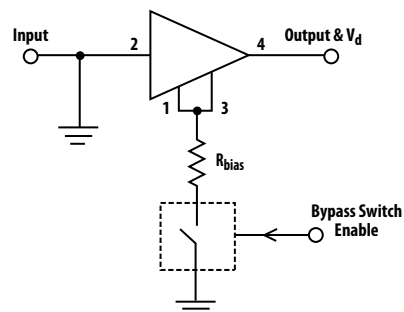 Input
2
4
Output & Vd
1
3
Rbias
Bypass Switch
Enable